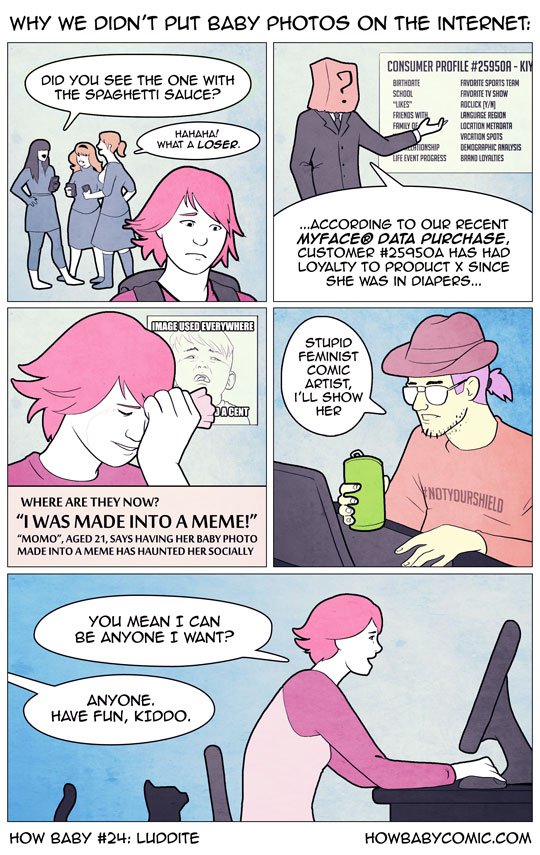 WHY WE DIDN'T PUT BABY PHOTOS ON THE INTERNET:
DID YOU SEE THE ONE WITH
THE SPAGHETTI SAUCE?
HAHAHA!
WHAT A LOSER.
?
CONSUMER PROFILE #25950A - KIY
BIRTHDATE
SCHOOL
"LIKES"
FRIENDS WITH
FAMILY OF
LIFE EVENT PROGRESS
FAVORITE SPORTS TEAM
FAVORITE TV SHOW
ADCLICK [Y/N]
LANGUAGE REGION
LOCATION METADATA
VACATION SPOTS
DEMOGRAPHIC ANALYSIS
BRAND LOYALTIES
...ACCORDING TO OUR RECENT
MYFACE® DATA PURCHASE,
CUSTOMER #25950A HAS HAD
LOYALTY TO PRODUCT X SINCE
SHE WAS IN DIAPERS...
IMAGE USED EVERYWHERE
A CENT
WHERE ARE THEY NOW?
"I WAS MADE INTO A MEME!"
"MOMO", AGED 21, SAYS HAVING HER BABY PHOTO
MADE INTO A MEME HAS HAUNTED HER SOCIALLY
STUPID
FEMINIST
COMIC
ARTIST,
I'LL SHOW
HER
#NOTYOURSHIELD
YOU MEAN I CAN
BE ANYONE I WANT?
ANYONE.
HAVE FUN, KIDDO.
HOW BABY #24: LUDDITE
HOWBABYCOMIC.COM